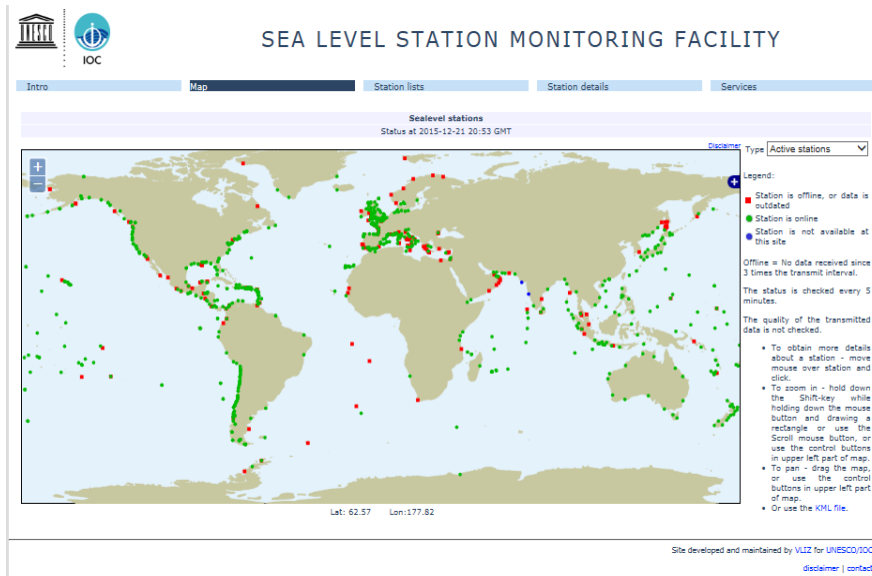 UNESCO
IOC
SEA LEVEL STATION MONITORING FACILITY
Intro
Map
Station lists
Station details
Services
Sealevel stations
Status at 2015-12-21 20:53 GMT
Disclaimer
Type Active stations
Legend:
Station is offline, or data is
outdated
Station is online
Station is not available at
this site
Offline = No data received since
3 times the transmit interval.
The status is checked every 5
minutes.
The quality of the transmitted
data is not checked.
• To obtain more details
about a station - move
mouse over station and
click.
• To zoom in - hold down
the Shift-key while
holding down the mouse
button and drawing a
rectangle or use the
Scroll mouse button, or
use the control buttons
in upper left part of map.
• To pan - drag the map,
or use the control
buttons in upper left part
of map.
• Or use the KML file.
Lat: 62.57 Lon:177.82
Site developed and maintained by VLIZ for UNESCO/IOC
disclaimer | contact